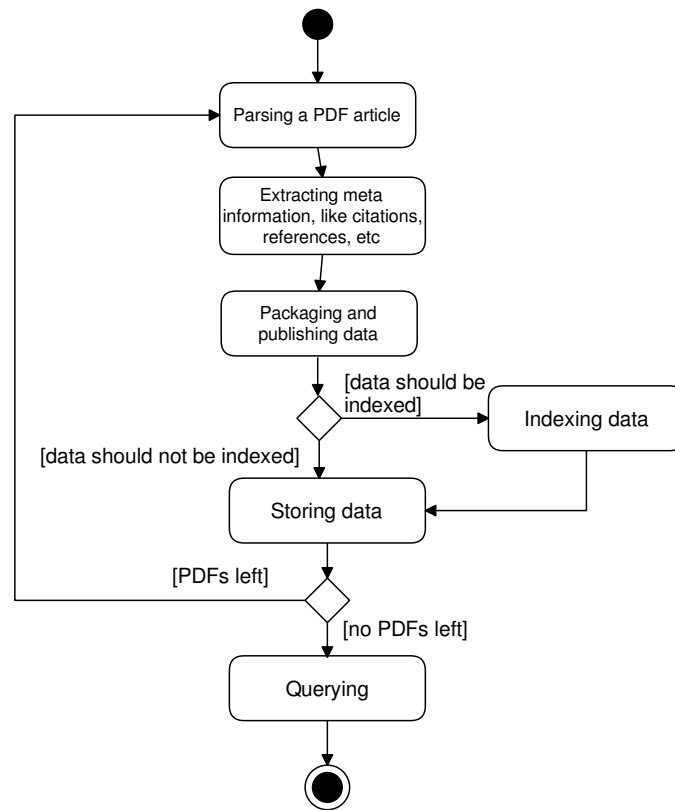 Parsing a PDF article
Extracting meta
information, like citations,
references, etc
Packaging and
publishing data
[data should be
indexed]
Indexing data
[data should not be indexed]
Storing data
[PDFs left]
[no PDFs left]
Querying